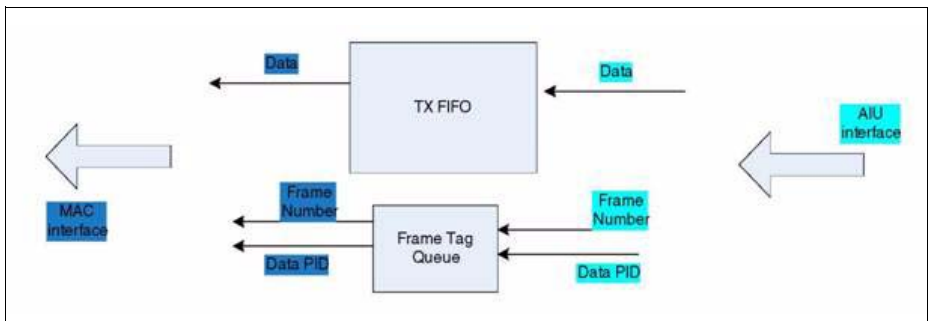 Data
TX FIFO
Data
AIU
interface
MAC
interface
Frame
Number
Data PID
Frame Tag
Queue
Frame
Number
Data PID